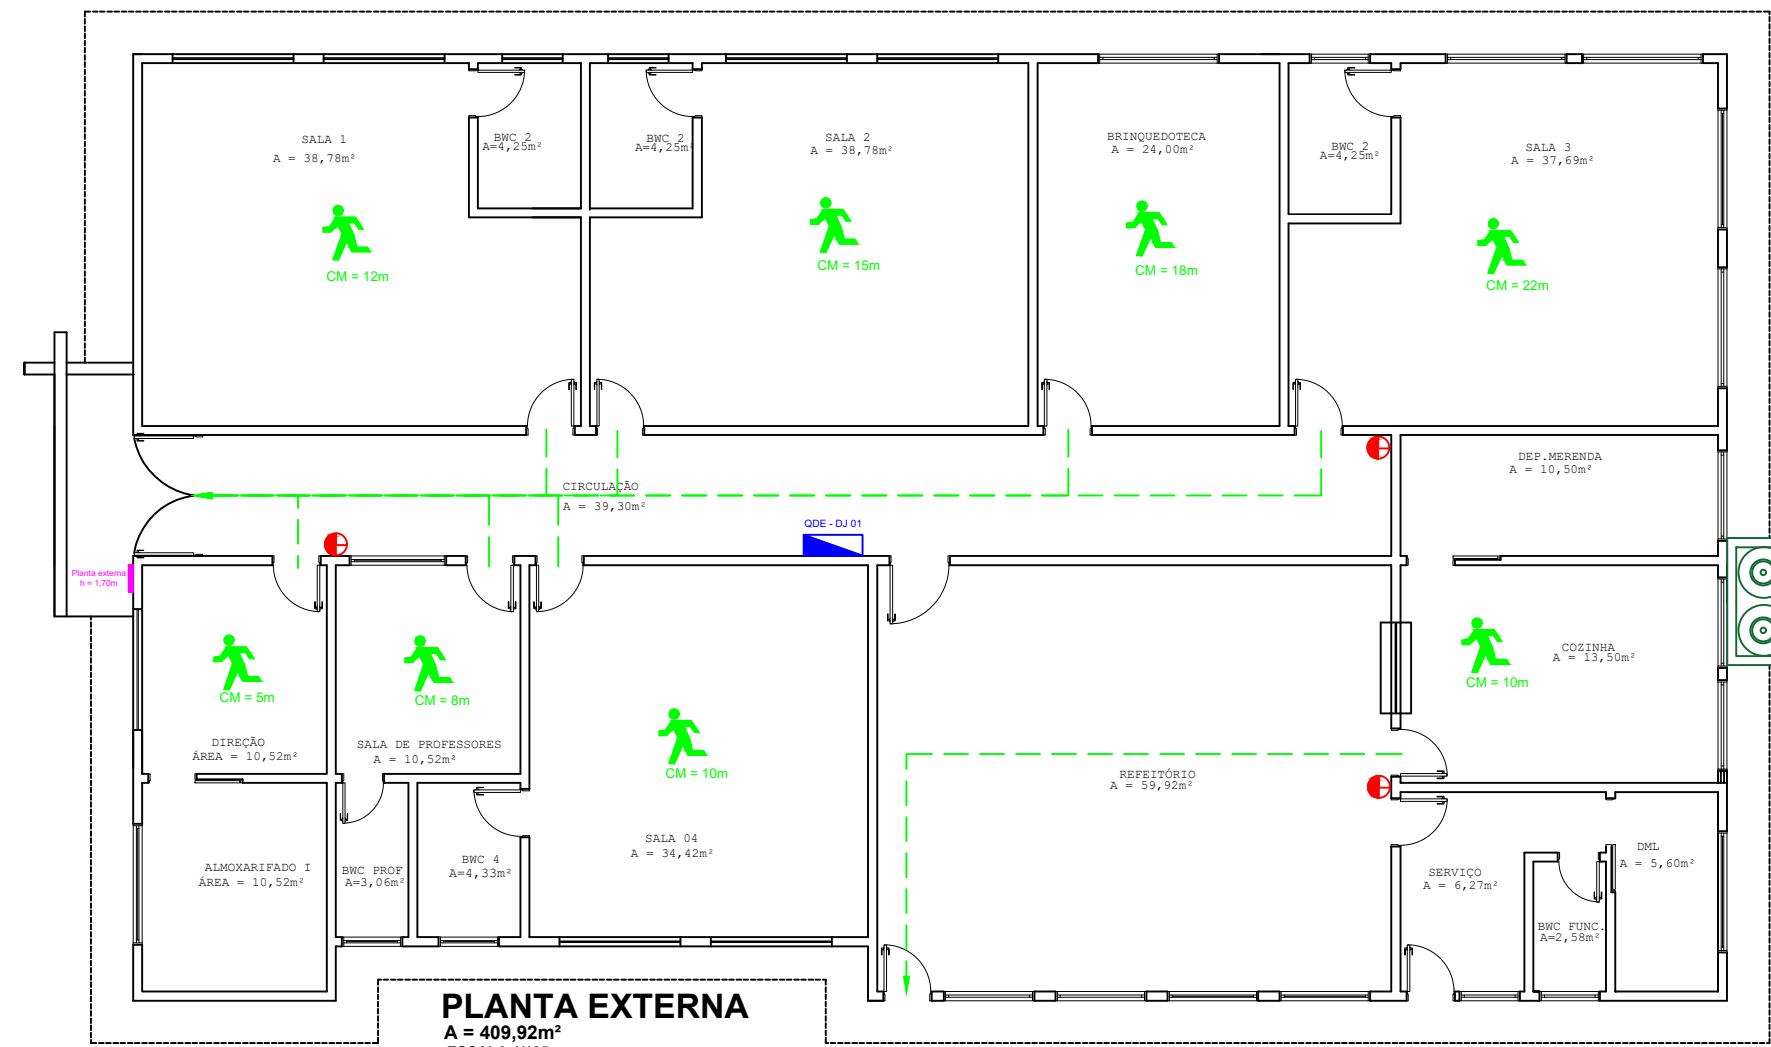 SALA 1
A = 38,78m²
BWC 2
A=4,25m²
BWC 2
A=4,25m²
SALA 2
A = 38,78m²
BRINQUEDOTECA
A = 24,00m²
BWC 2
A=4,25m²
SALA 3
A = 37,69m²
CM = 12m
CM = 15m
CM = 18m
CM = 22m
DEP.MERENDA
A = 10,50m²
CIRCULAÇÃO
A = 39,30m²
QDE - DJ 01
Planta externa
h = 1,70m
CM = 5m
CM = 8m
CM = 10m
COZINHA
A = 13,50m²
CM = 10m
DIREÇÃO
ÁREA = 10,52m²
SALA DE PROFESSORES
A = 10,52m²
REFEITÓRIO
A = 59,92m²
SALA 04
A = 34,42m²
ALMOXARIFADO I
ÁREA = 10,52m²
BWC PROF
A=3,06m²
BWC 4
A=4,33m²
SERVIÇO
A = 6,27m²
DML
A = 5,60m²
BWC FUNC.
A=2,58m²
PLANTA EXTERNA
A = 409,92m²